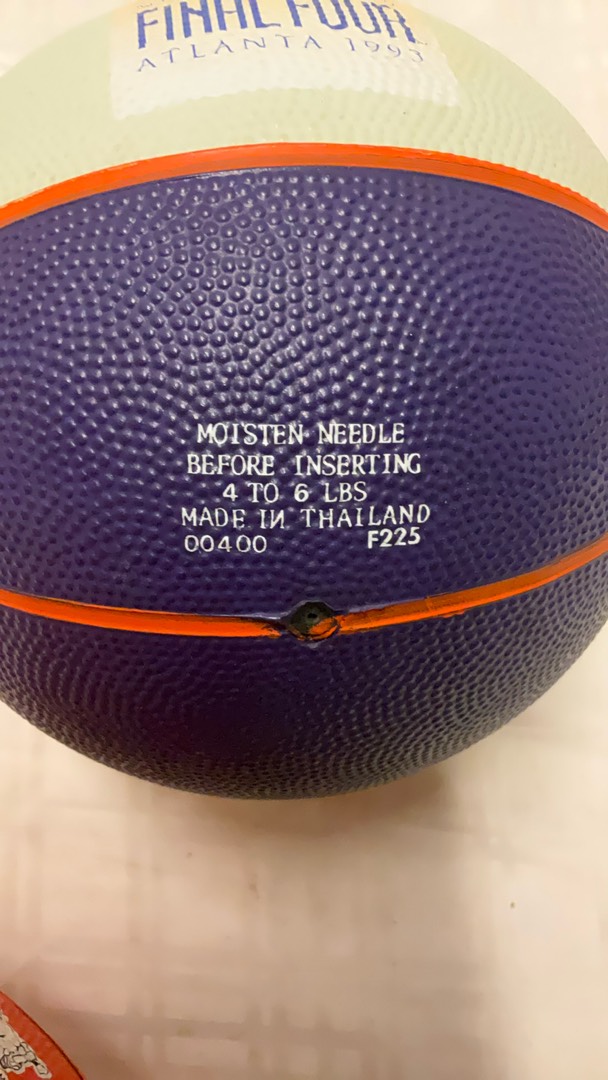 FINAL FOUR
ATLANTA 1993
MOISTEN NEEDLE
BEFORE INSERTING
4 TO 6 LBS
MADE IN THAILAND
00400 F225